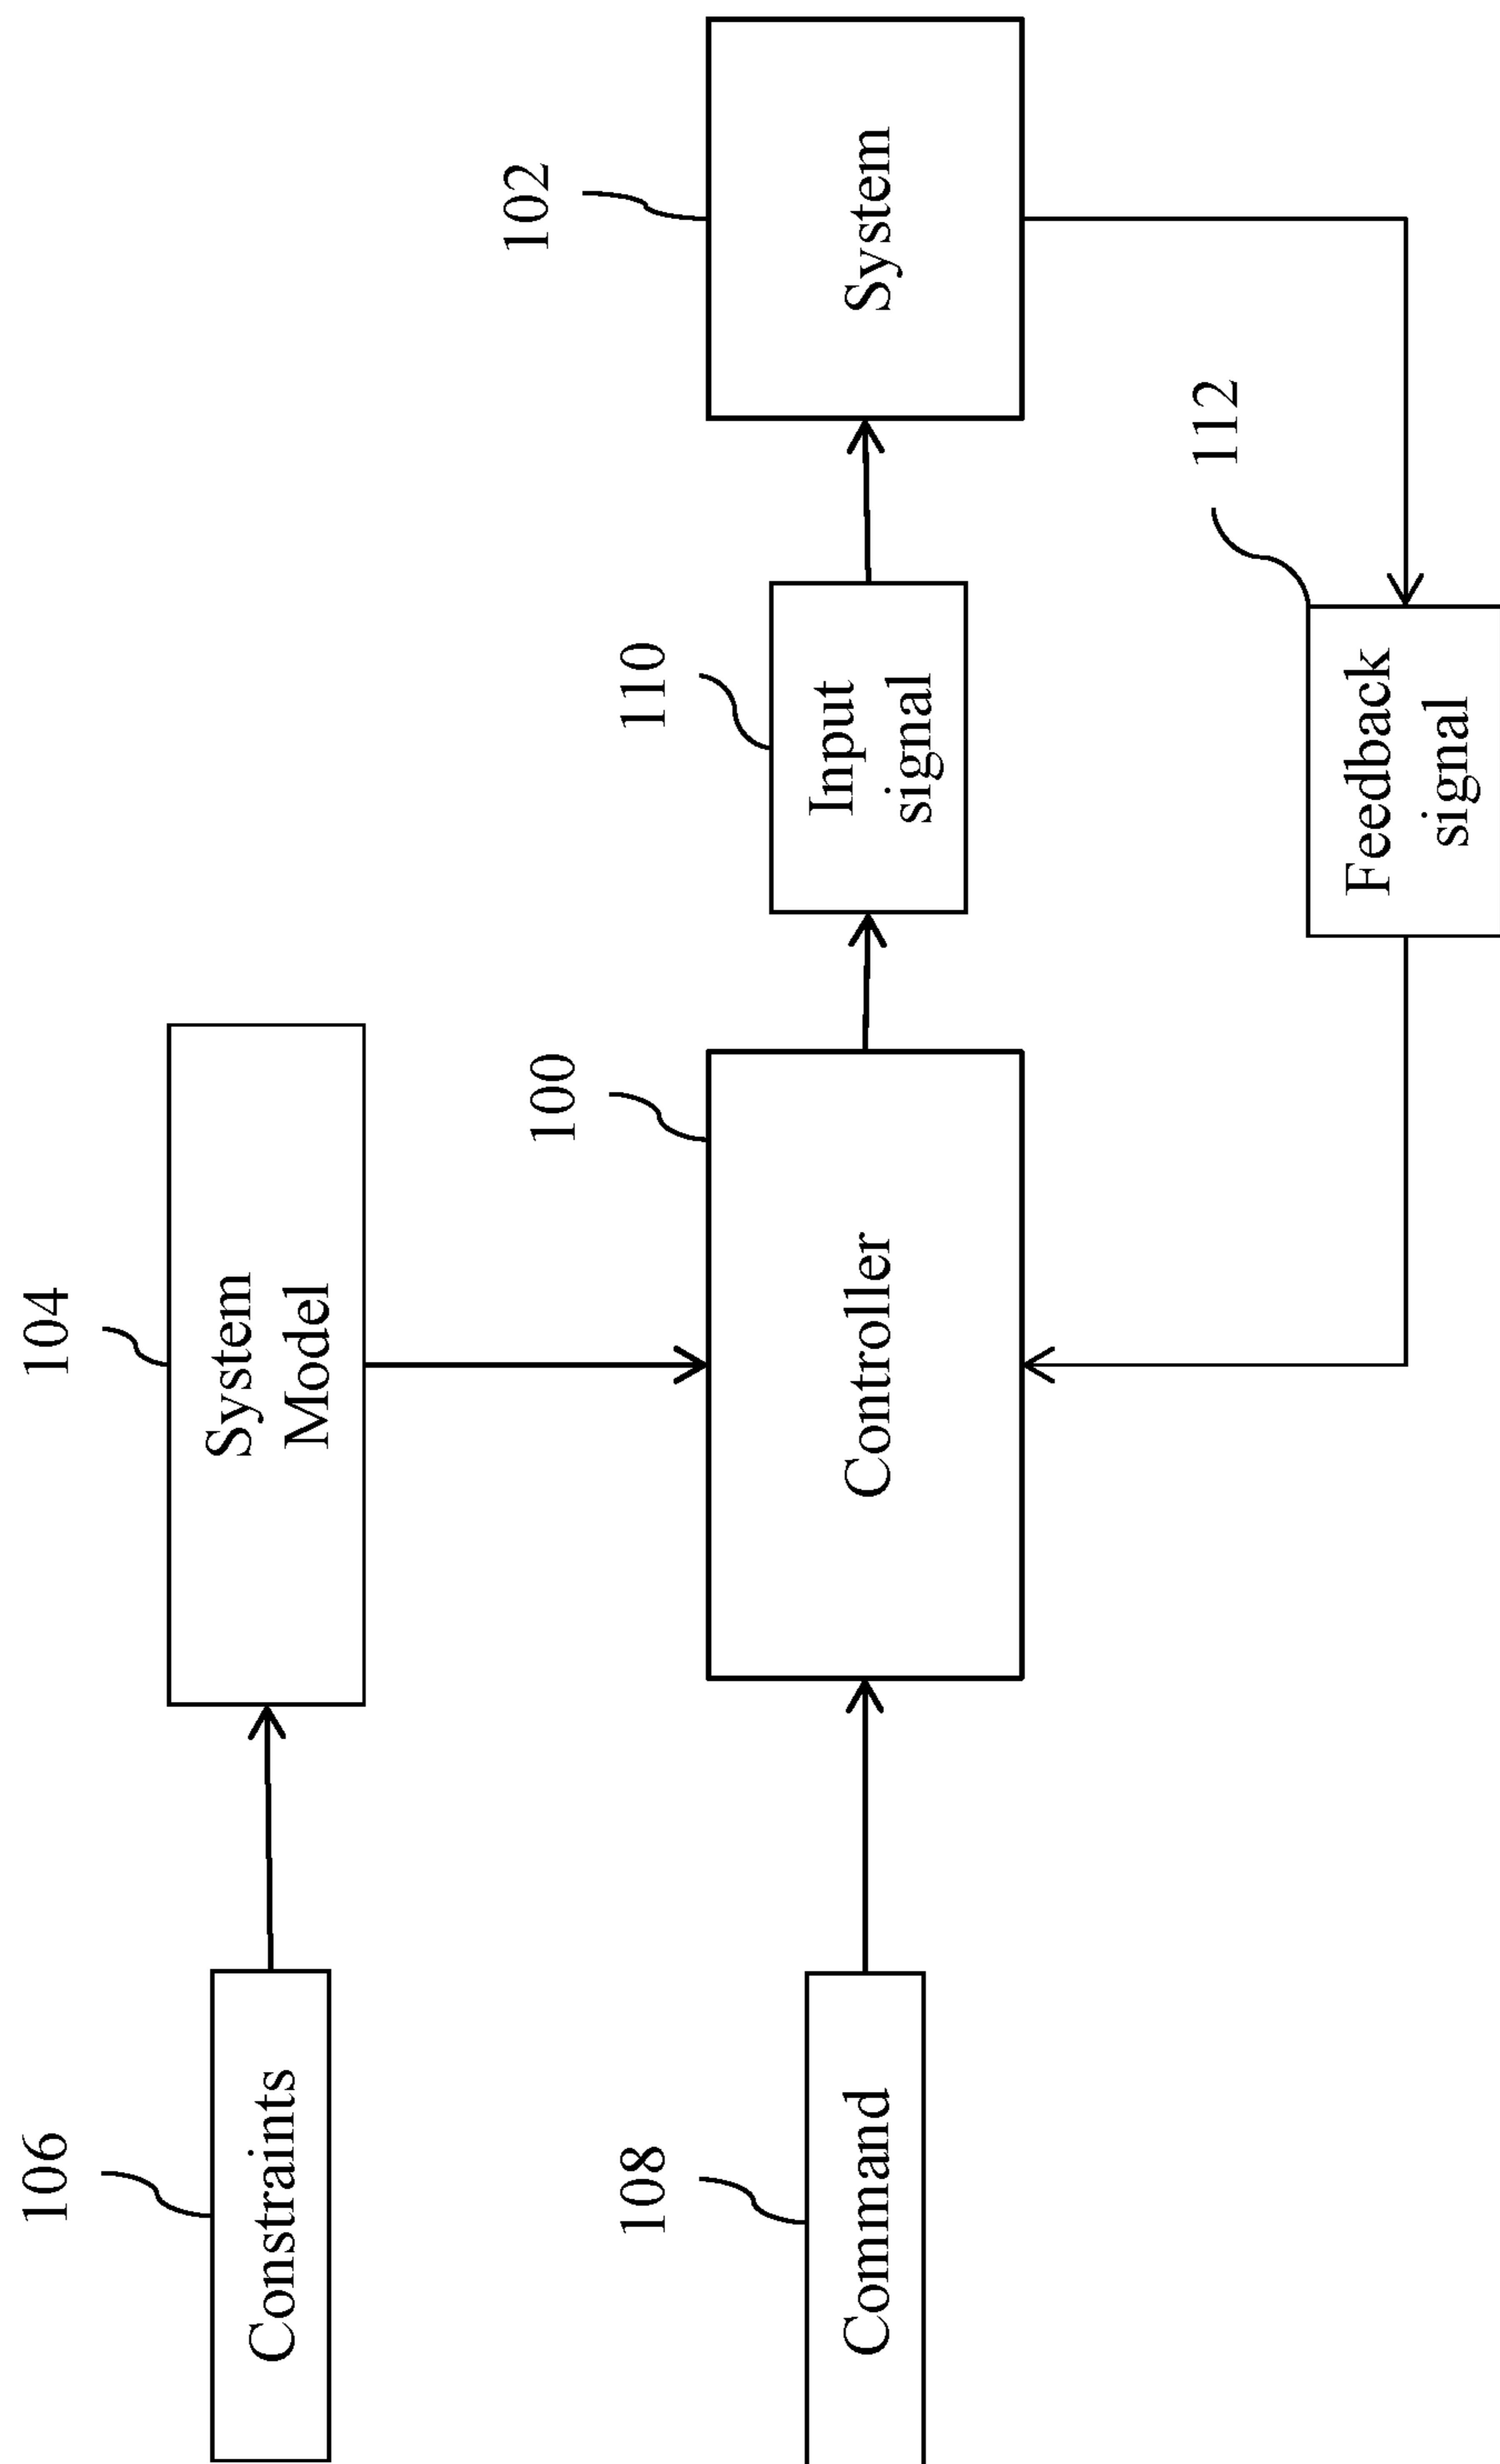 106
Constraints
104
System
Model
108
Command
100
Controller
110
Input
signal
102
System
112
Feedback
signal